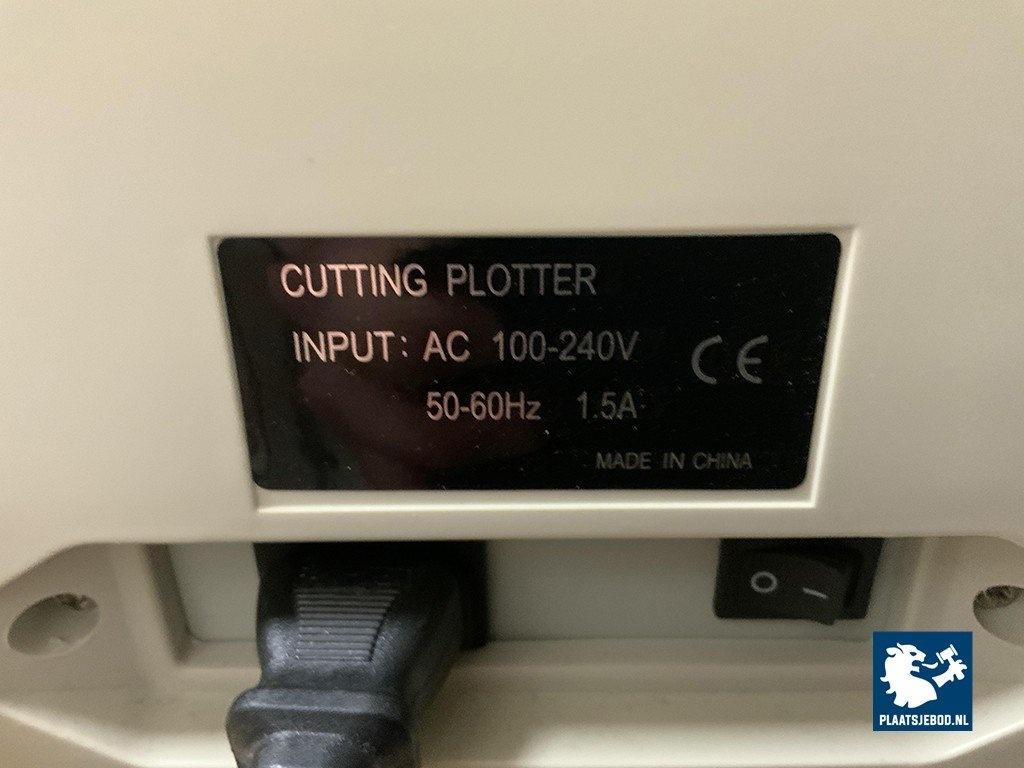 CUTTING PLOTTER
INPUT: AC 100-240V
50-60Hz 1.5A
CE
MADE IN CHINA
O I
PLAATSJEBOD.NL